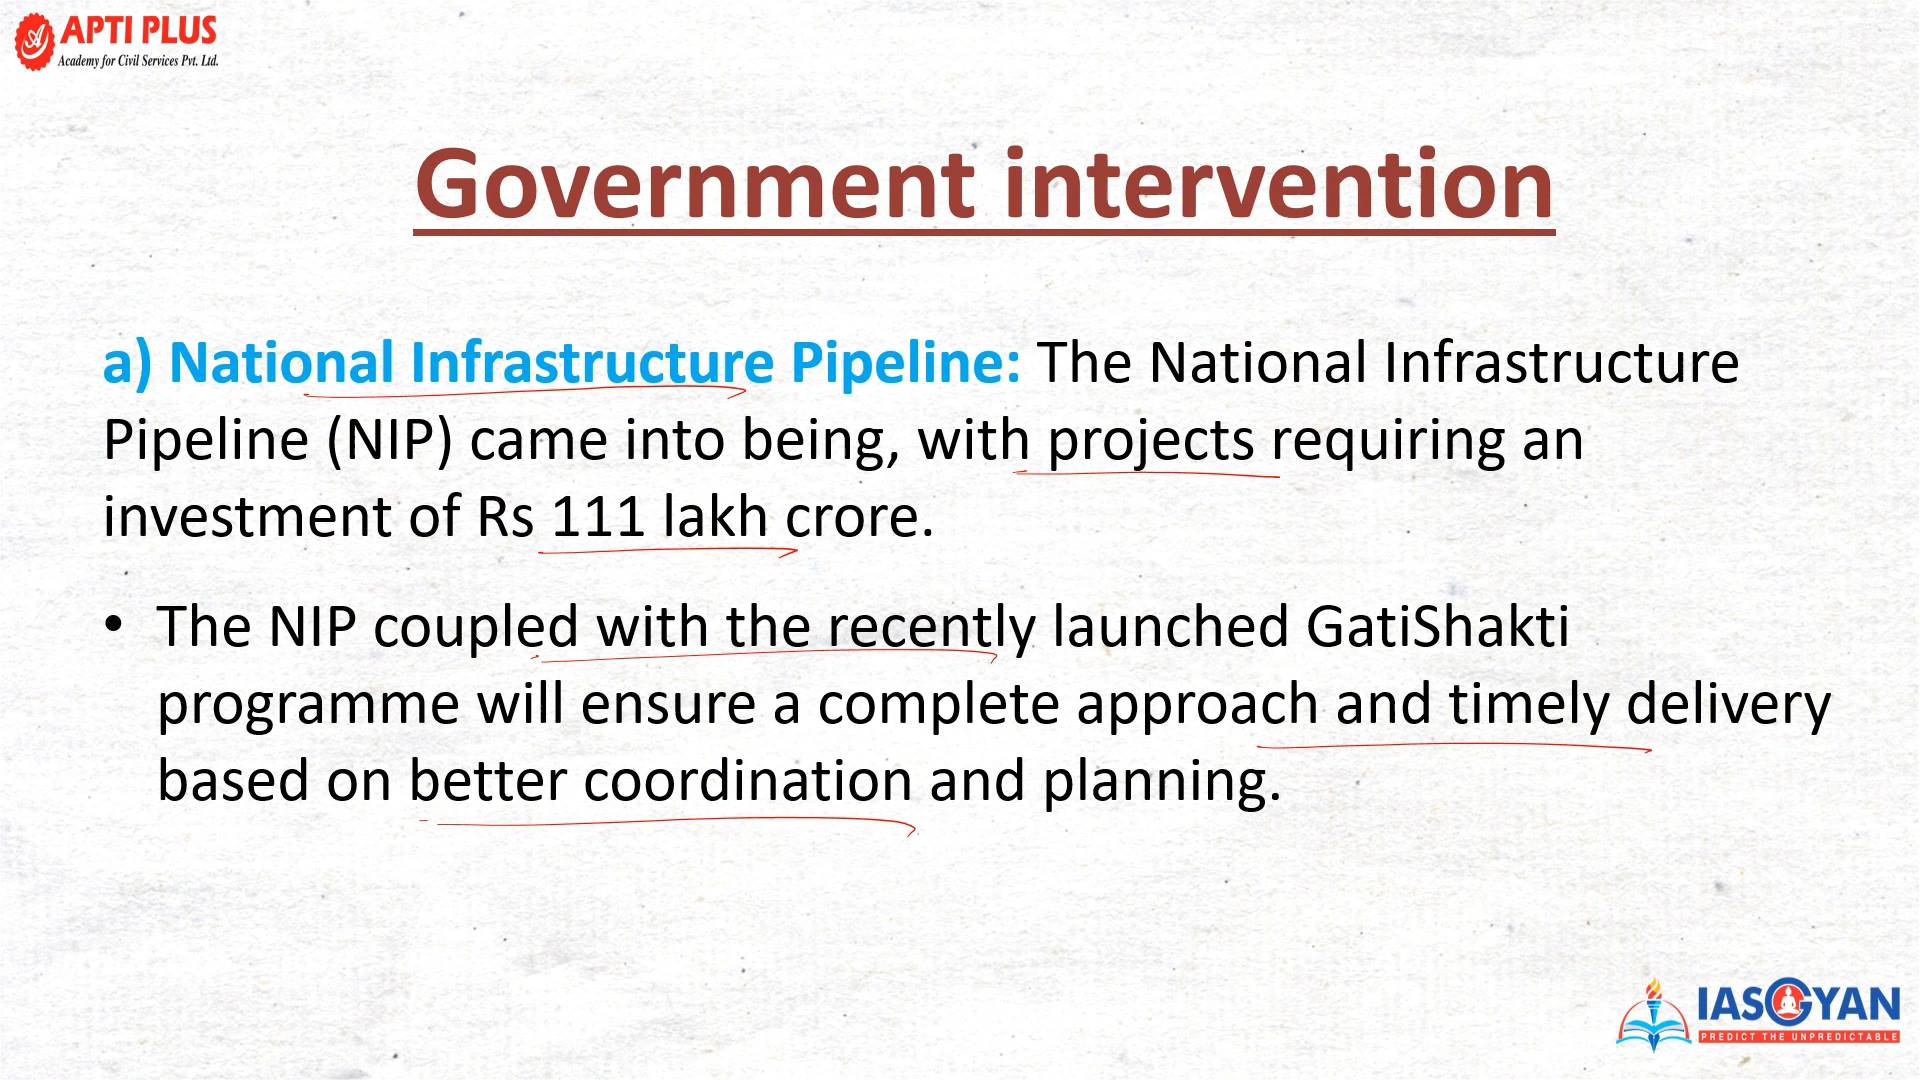 APTI PLUS
Academy for Civil Services Pvt. Ltd.
Government intervention
a) National Infrastructure Pipeline: The National Infrastructure
Pipeline (NIP) came into being, with projects requiring an
investment of Rs 111 lakh crore.
• The NIP coupled with the recently launched GatiShakti
programme will ensure a complete approach and timely delivery
based on better coordination and planning.
IASGYAN
PREDICT THE UNPREDICTABLE